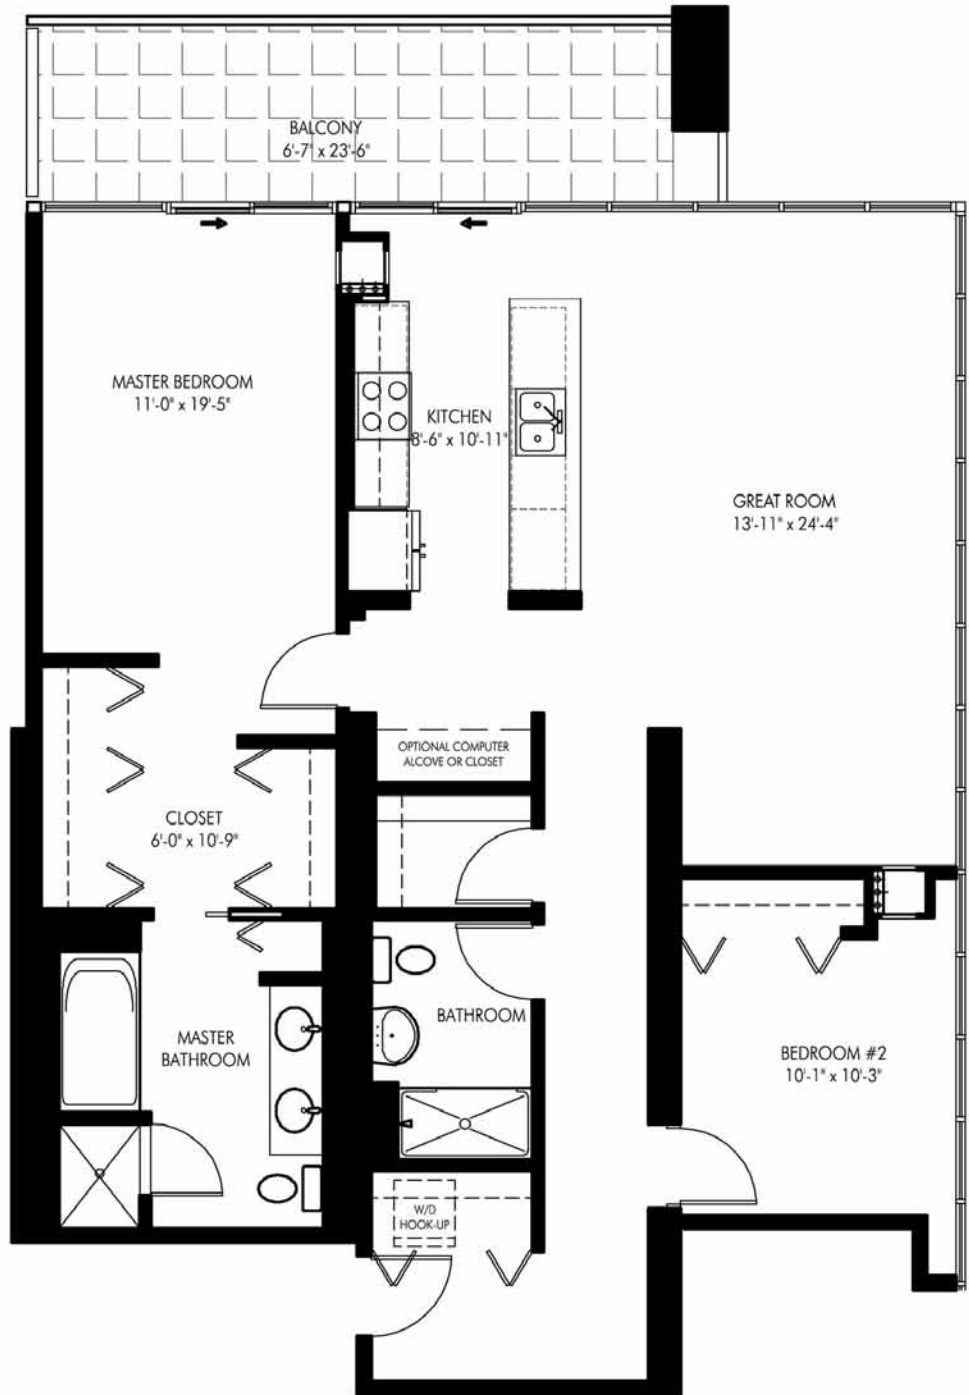 BALCONY
6'-7" x 23'-6"
MASTER BEDROOM
11'-0" x 19'-5"
KITCHEN
8'-6" x 10'-11"
GREAT ROOM
13'-11" x 24'-4"
OPTIONAL COMPUTER
ALCOVE OR CLOSET
CLOSET
6'-0" x 10'-9"
BATHROOM
MASTER
BATHROOM
BEDROOM #2
10'-1" x 10'-3"
W/D
HOOK-UP